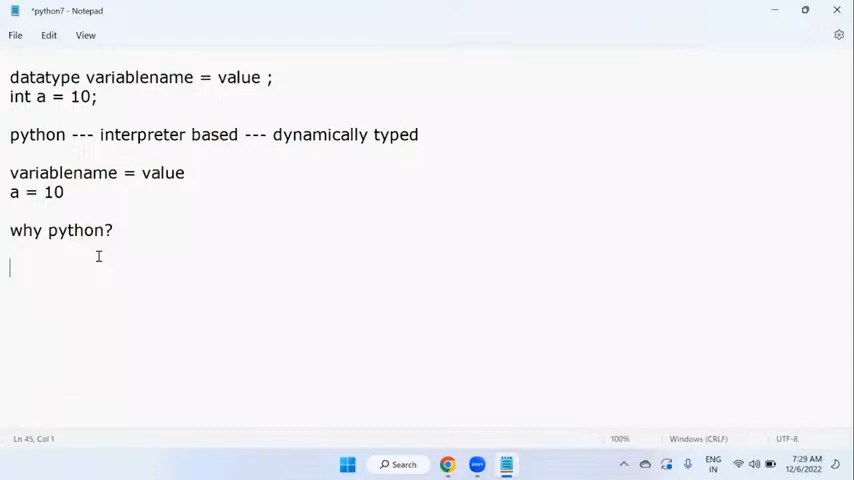 *python7 - Notepad
File Edit View
datatype variablename = value ;
int a = 10;
python --- interpreter based --- dynamically typed
variablename = value
a = 10
why python?
Ln 45, Col 1 100% Windows (CRLF) UTF-8
Search zoom ENG IN 7:29 AM 12/6/2022